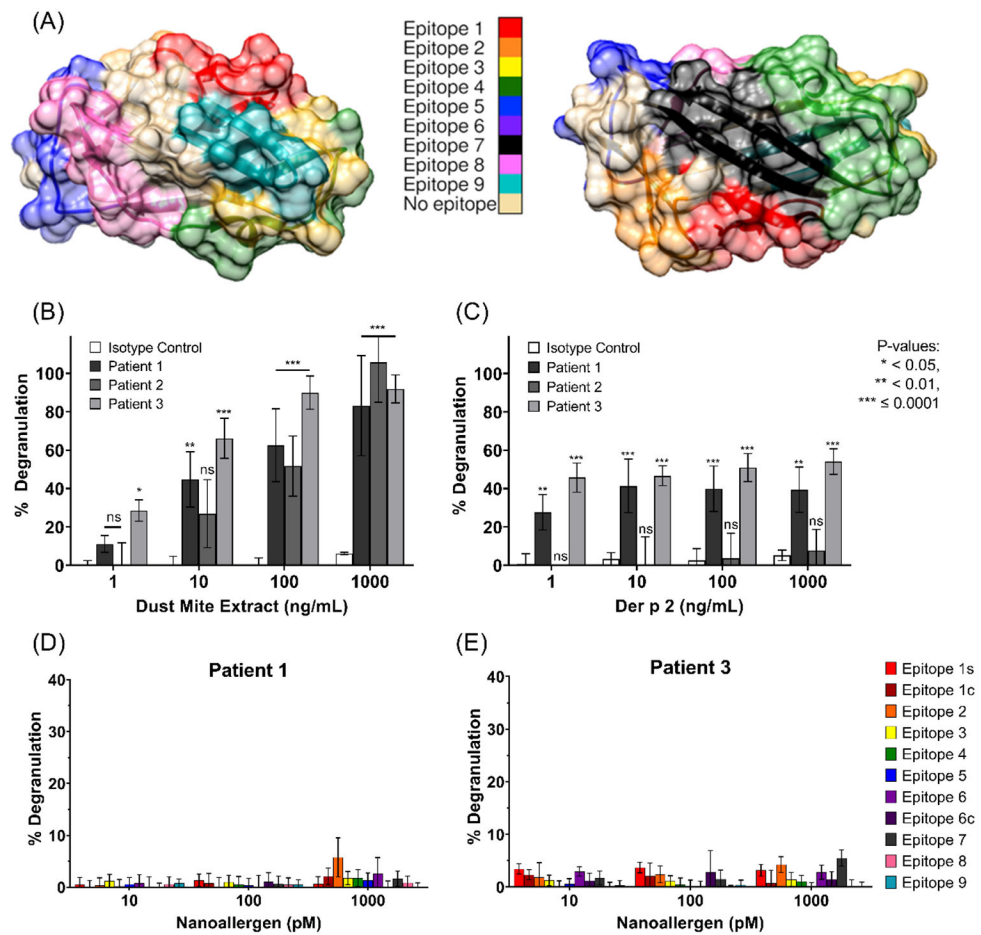 (A)
Epitope 1
Epitope 2
Epitope 3
Epitope 4
Epitope 5
Epitope 6
Epitope 7
Epitope 8
Epitope 9
No epitope
(B)
Isotype Control
Patient 1
Patient 2
Patient 3
% Degranulation
100
80
60
40
20
0
ns
*
**
ns
***
***
***
1
10
100
1000
Dust Mite Extract (ng/mL)
(C)
Isotype Control
Patient 1
Patient 2
Patient 3
P-values:
* < 0.05,
** < 0.01,
*** ≤ 0.0001
% Degranulation
100
80
60
40
20
0
**
ns
***
***
ns
***
***
ns
***
**
ns
***
1
10
100
1000
Der p 2 (ng/mL)
(D)
Patient 1
% Degranulation
40
30
20
10
0
10
100
1000
Nanoallergen (pM)
(E)
Patient 3
% Degranulation
40
30
20
10
0
10
100
1000
Nanoallergen (pM)
Epitope 1s
Epitope 1c
Epitope 2
Epitope 3
Epitope 4
Epitope 5
Epitope 6
Epitope 6c
Epitope 7
Epitope 8
Epitope 9